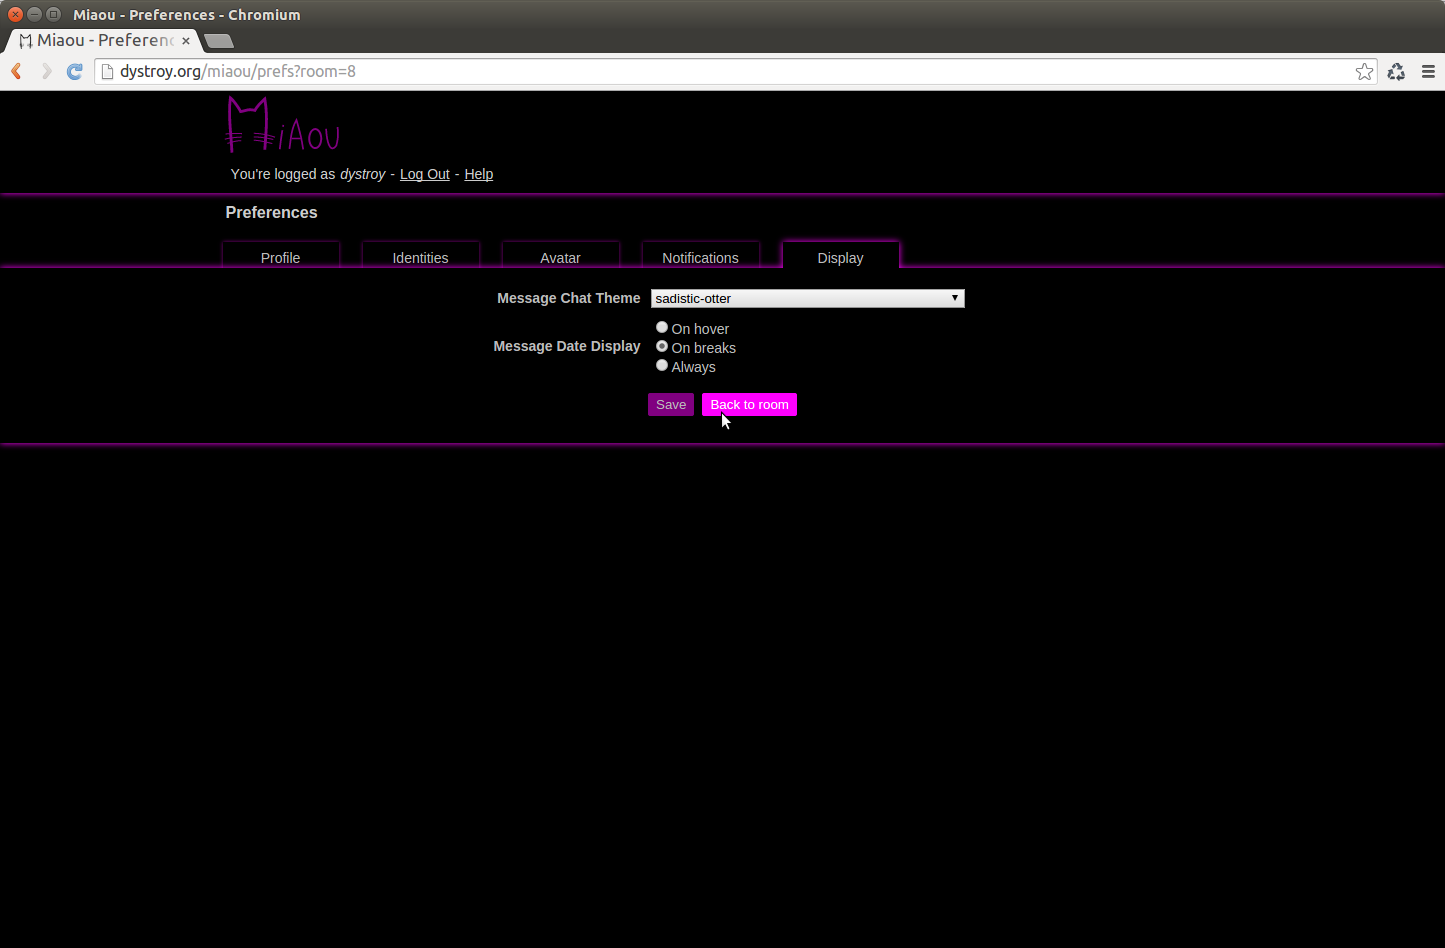 Miaou - Preferences - Chromium
Miaou - Preferenc
dystroy.org/miaou/prefs?room=8
MiAou
You're logged as dystroy - Log Out - Help
Preferences
Profile Identities Avatar Notifications Display
Message Chat Theme sadistic-otter
Message Date Display
On hover
On breaks
Always
Save Back to room